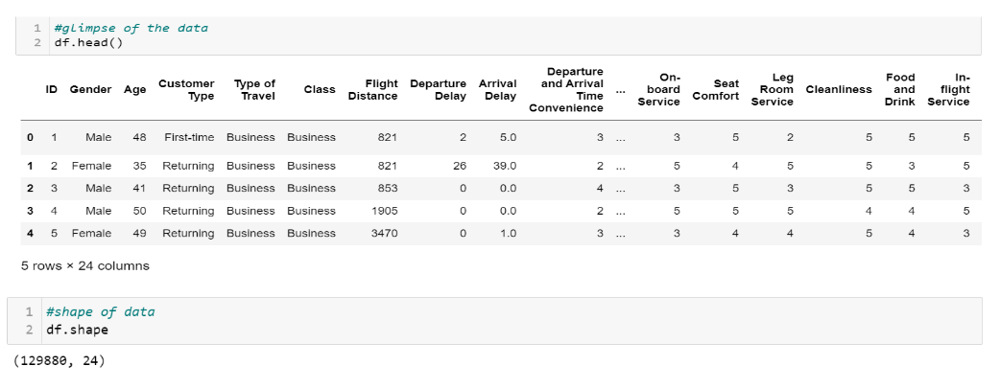 1 #glimpse of the data
2 df.head()
ID Gender Age Customer Type Type of Travel Class Flight Distance Departure Delay Arrival Delay Departure and Arrival Time Convenience ... On-board Service Seat Comfort Leg Room Service Cleanliness Food and Drink In-flight Service
0 1 Male 48 First-time Business Business 821 2 5.0 3 ... 3 5 2 5 5 5
1 2 Female 35 Returning Business Business 821 26 39.0 2 ... 5 4 5 5 3 5
2 3 Male 41 Returning Business Business 853 0 0.0 4 ... 3 5 3 5 5 3
3 4 Male 50 Returning Business Business 1905 0 0.0 2 ... 5 5 5 4 4 5
4 5 Female 49 Returning Business Business 3470 0 1.0 3 ... 3 4 4 5 4 3
5 rows × 24 columns
1 #shape of data
2 df.shape
(129880, 24)